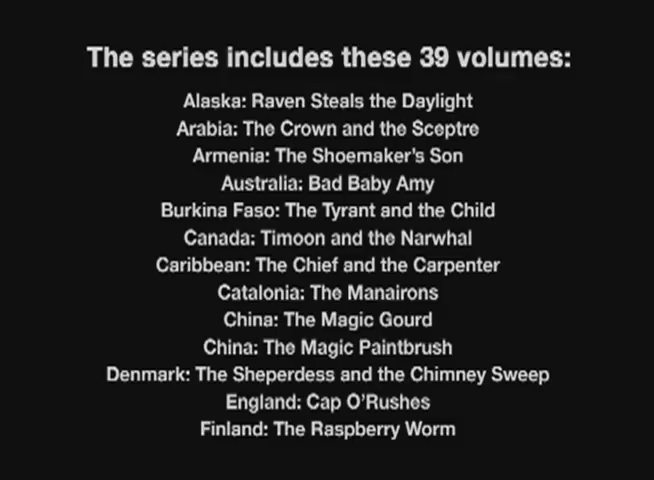 The series includes these 39 volumes:
Alaska: Raven Steals the Daylight
Arabia: The Crown and the Sceptre
Armenia: The Shoemaker's Son
Australia: Bad Baby Amy
Burkina Faso: The Tyrant and the Child
Canada: Timoon and the Narwhal
Caribbean: The Chief and the Carpenter
Catalonia: The Manairons
China: The Magic Gourd
China: The Magic Paintbrush
Denmark: The Sheperdess and the Chimney Sweep
England: Cap O'Rushes
Finland: The Raspberry Worm